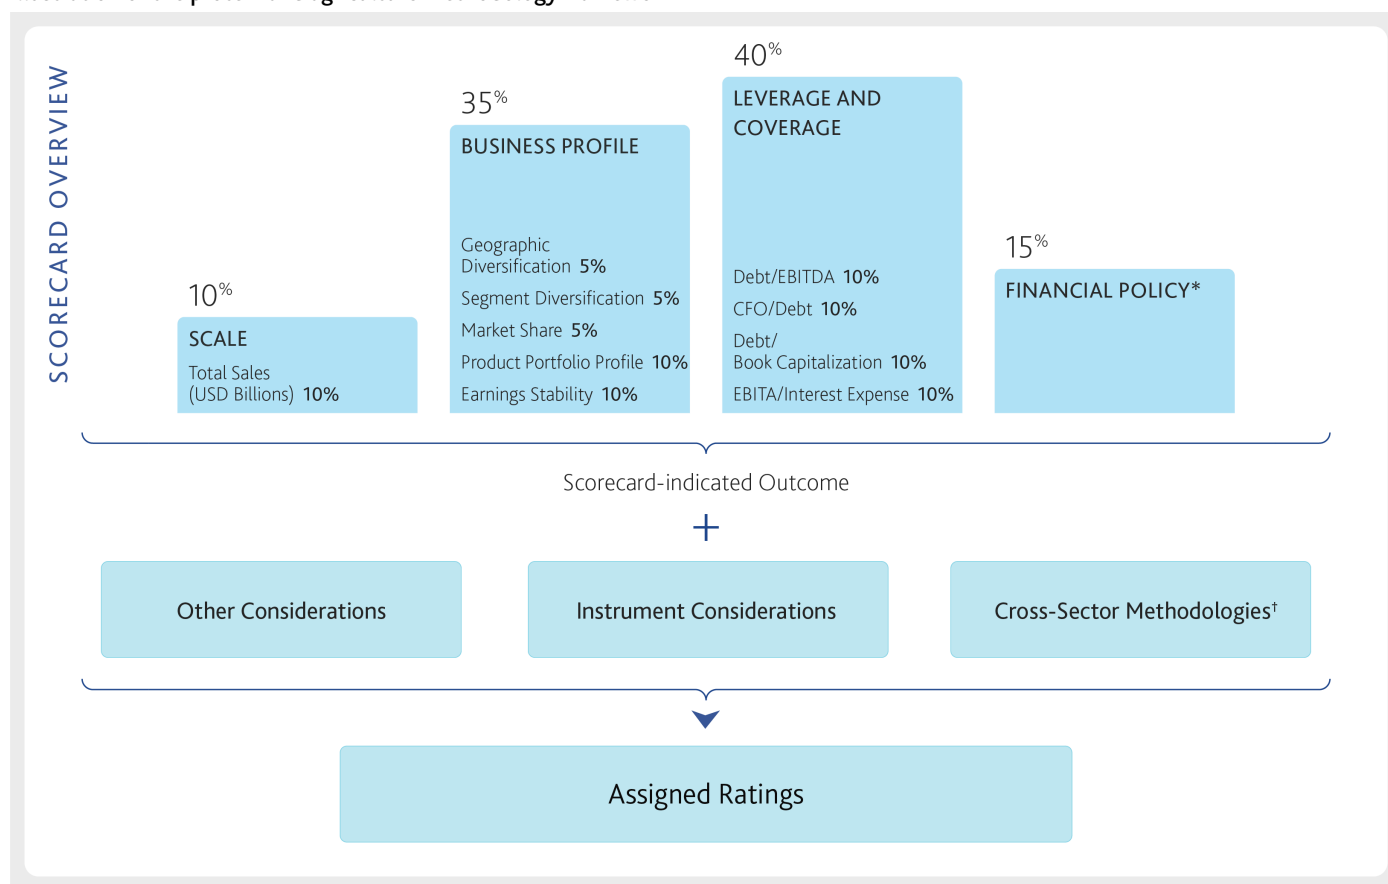 SCORECARD OVERVIEW
10%
SCALE
Total Sales
(USD Billions) 10%
35%
BUSINESS PROFILE
Geographic
Diversification 5%
Segment Diversification 5%
Market Share 5%
Product Portfolio Profile 10%
Earnings Stability 10%
40%
LEVERAGE AND
COVERAGE
Debt/EBITDA 10%
CFO/Debt 10%
Debt/
Book Capitalization 10%
EBITA/Interest Expense 10%
15%
FINANCIAL POLICY*
Scorecard-indicated Outcome
+
Other Considerations
Instrument Considerations
Cross-Sector Methodologies†
Assigned Ratings